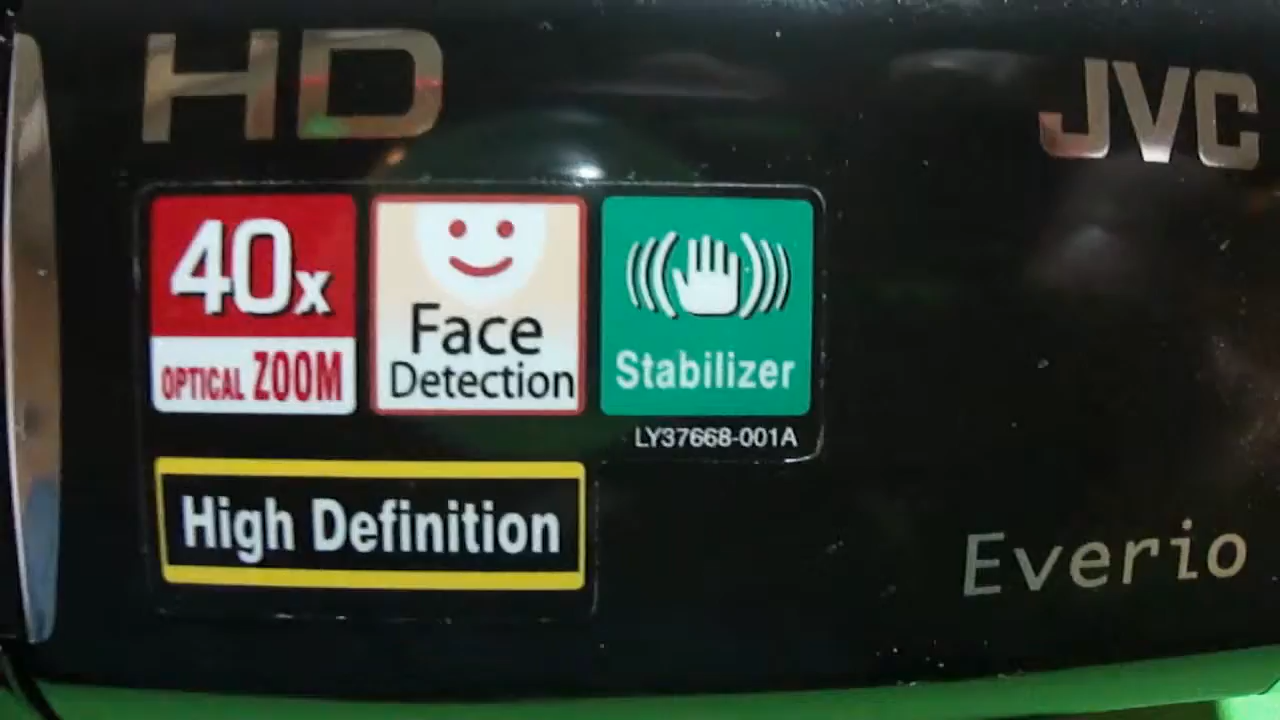 HD
JVC
40x
OPTICAL ZOOM
Face
Detection
Stabilizer
LY37668-001A
High Definition
Everio